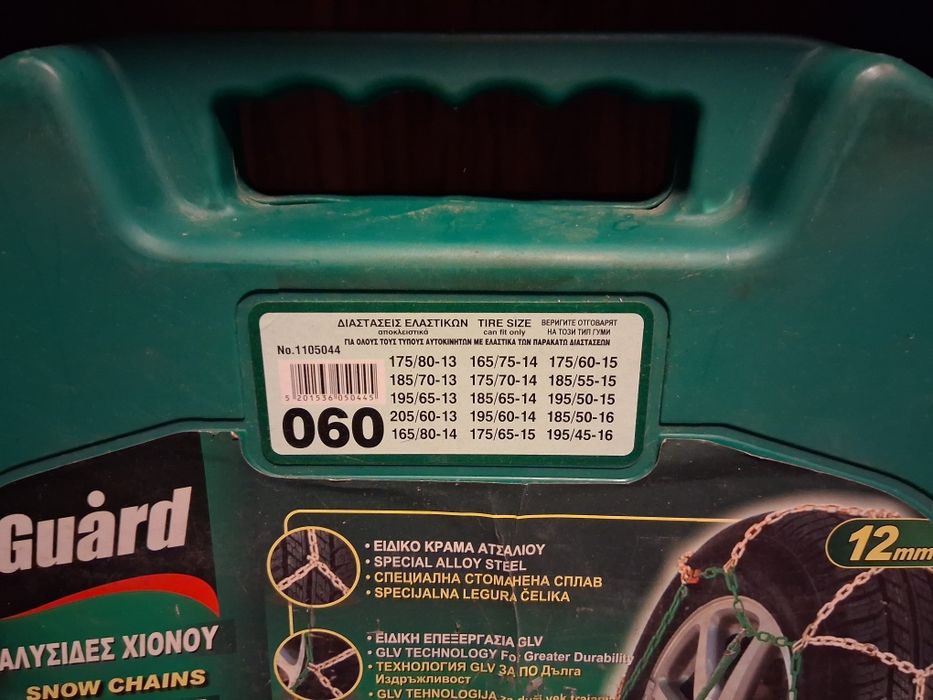 ΔΙΑΣΤΑΣΕΙΣ ΕΛΑΣΤΙΚΩΝ TIRE SIZE ΒΕΡИГИТЕ ОТГОВАРЯТ
αποκλειστικά can fit only НА ТОЗИ ТИП ГУМИ
ΓΙΑ ΟΛΟΥΣ ΤΟΥΣ ΤΥΠΟΥΣ ΑΥΤΟΚΙΝΗΤΩΝ ΜΕ ΕΛΑΣΤΙΚΑ ΤΩΝ ΠΑΡΑΚΑΤΩ ΔΙΑΣΤΑΣΕΩΝ
No.1105044
5 201536 050445
060
175/80-13 165/75-14 175/60-15
185/70-13 175/70-14 185/55-15
195/65-13 185/65-14 195/50-15
205/60-13 195/60-14 185/50-16
165/80-14 175/65-15 195/45-16
Guard
ΑΛΥΣΙΔΕΣ ΧΙΟΝΟΥ
SNOW CHAINS
12mm
• ΕΙΔΙΚΟ ΚΡΑΜΑ ΑΤΣΑΛΙΟΥ
• SPECIAL ALLOY STEEL
• СПЕЦИАЛНА СТОМАНЕНА СПЛАВ
• SPECIJALNA LEGURA ČELIKA
• ΕΙΔΙΚΗ ΕΠΕΞΕΡΓΑΣΙΑ GLV
• GLV TECHNOLOGY For Greater Durability
• ТЕХНОЛОГИЯ GLV ЗА ПО Дълга
Издръжливост
• GLV TEHNOLOGIJA za duži vek trajanja